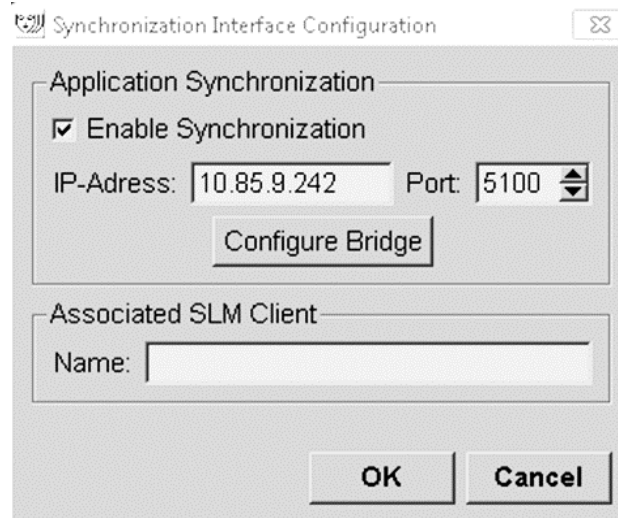 Synchronization Interface Configuration
Application Synchronization
Enable Synchronization
IP-Adress: 10.85.9.242 Port: 5100
Configure Bridge
Associated SLM Client
Name:
OK Cancel